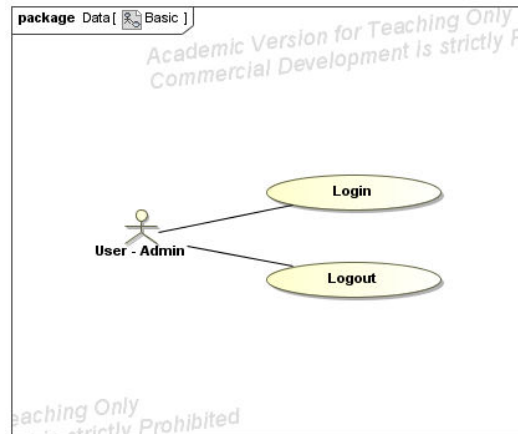 package Data [ Basic ]
Academic Version for Teaching Only
Commercial Development is strictly P
Login
User - Admin
Logout
eaching Only
strictly Prohibited